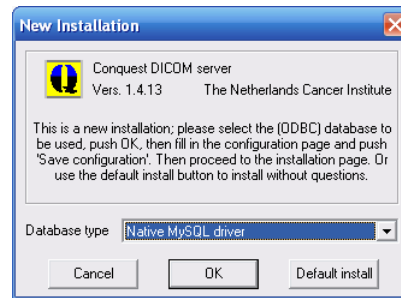 New Installation
Conquest DICOM server
Vers. 1.4.13 The Netherlands Cancer Institute
This is a new installation; please select the (ODBC) database to
be used, push OK, then fill in the configuration page and push
'Save configuration'. Then proceed to the installation page. Or
use the default install button to install without questions.
Database type Native MySQL driver
Cancel OK Default install